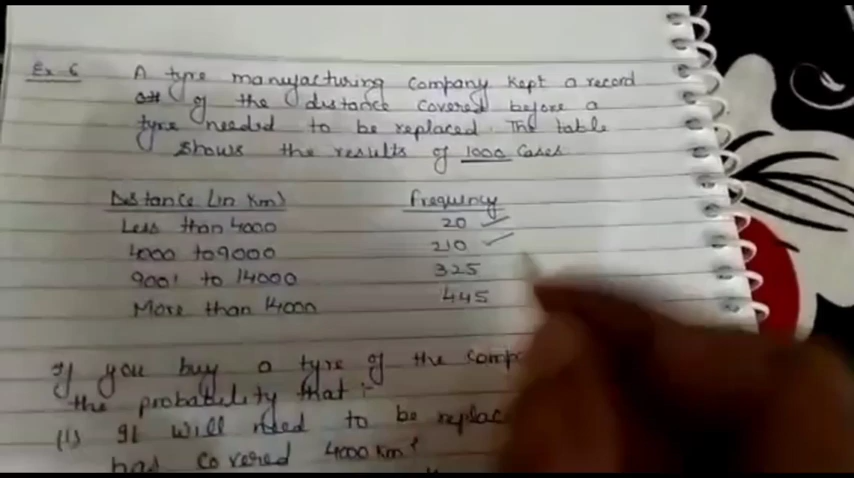 Ex-6 A tyre manufacturing company kept a record
of the distance covered before a
tyre needed to be replaced. The table
shows the results of 1000 cases
Distance (in km) Frequency
Less than 4000 20
4000 to 9000 210
9001 to 14000 325
More than 14000 445
If you buy a tyre of the comp
the probability that :-
(i) It will need to be replac
has covered 4000 km?